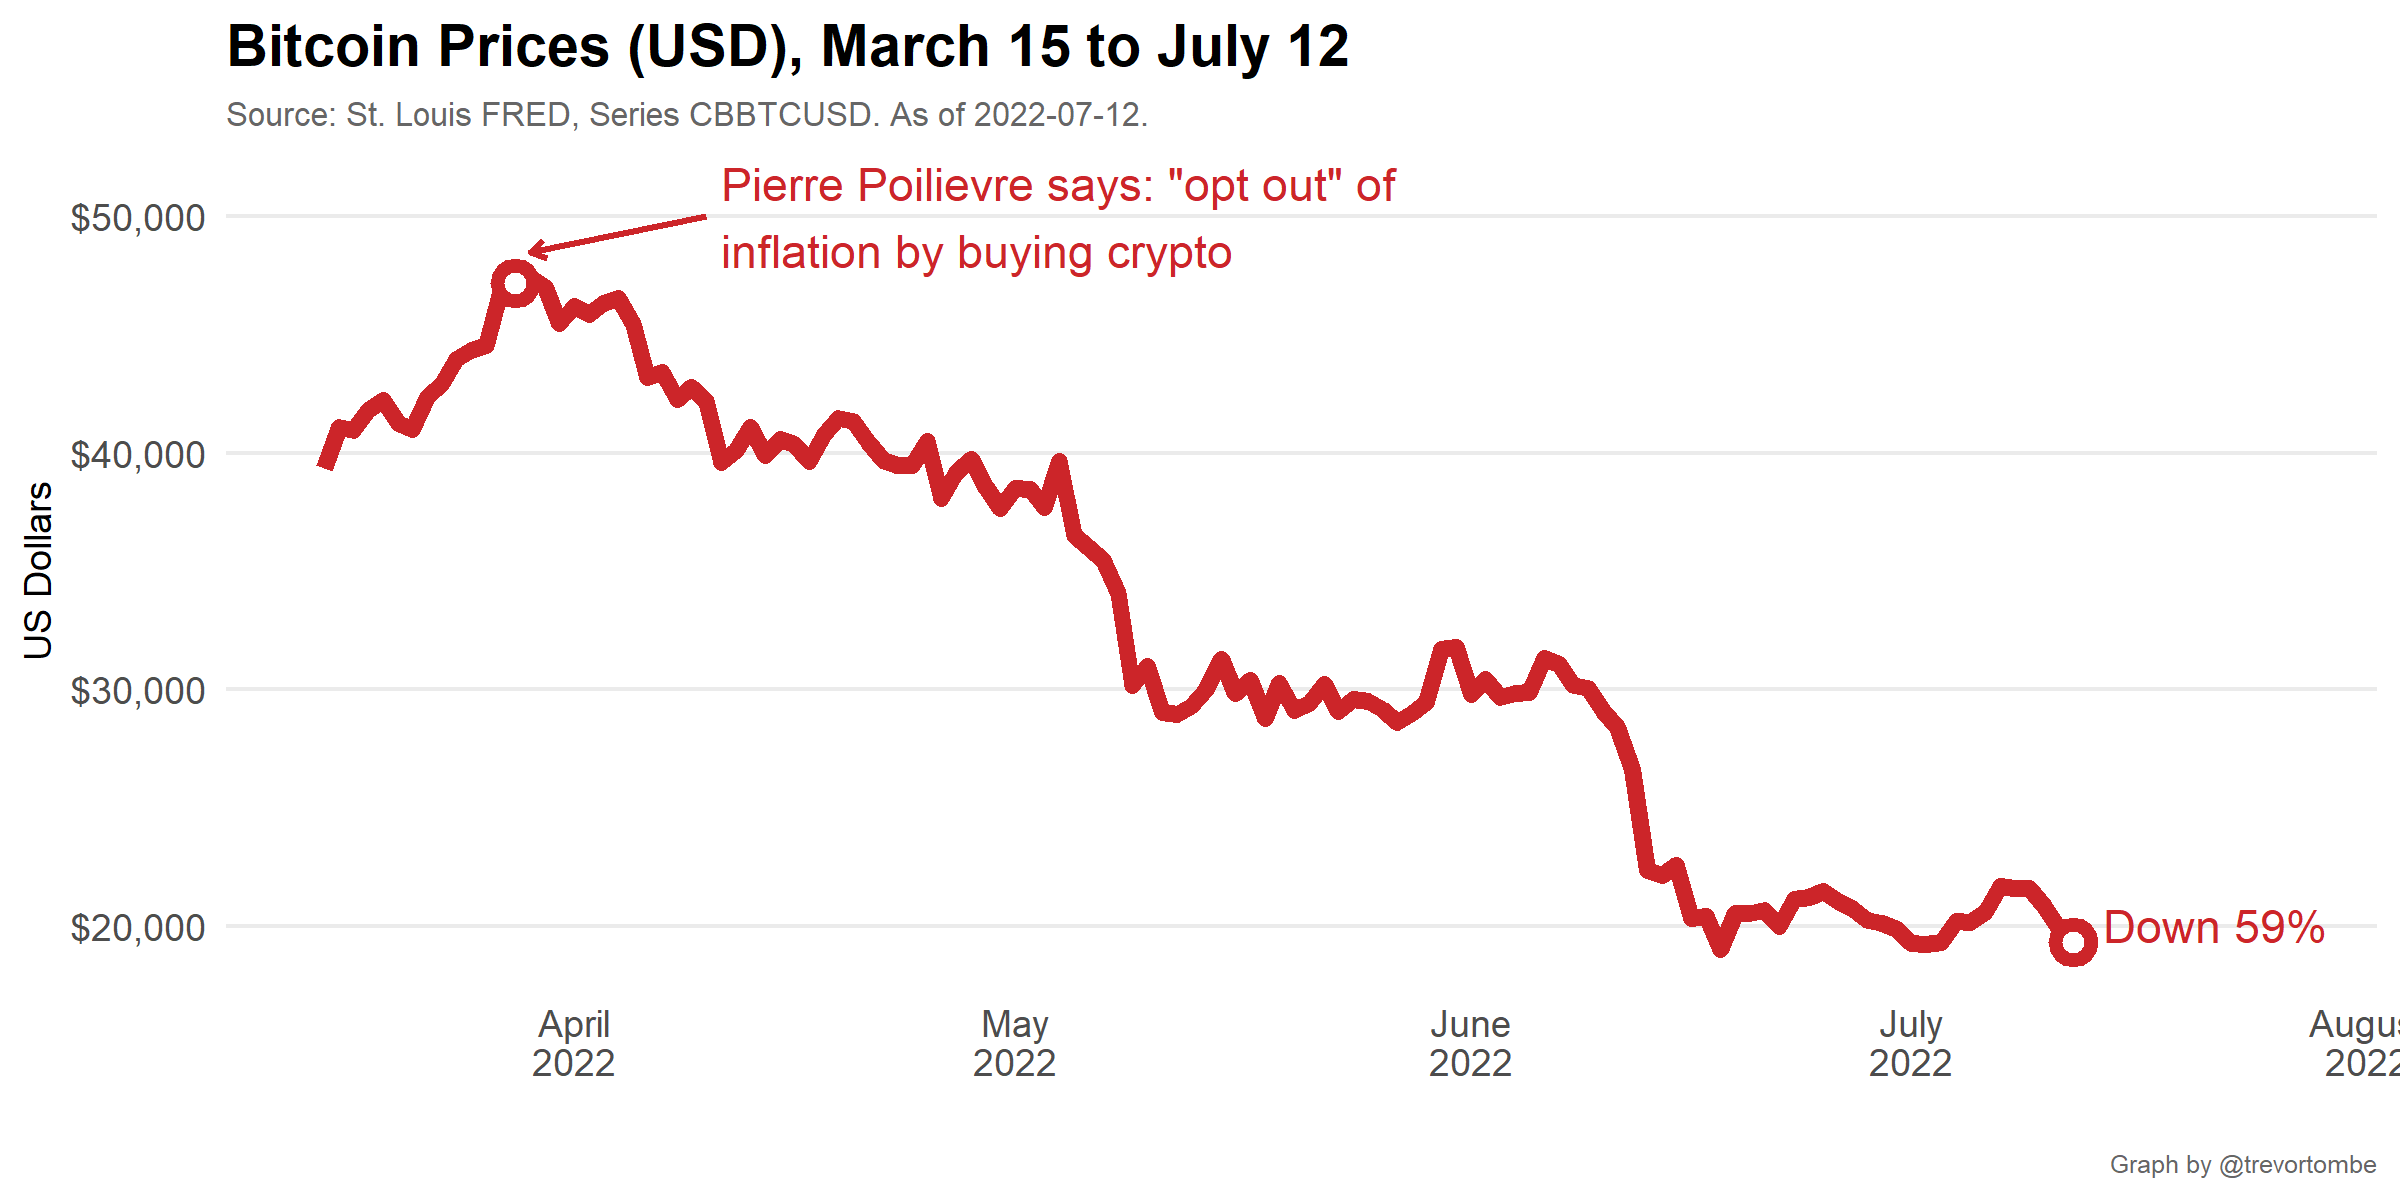 Bitcoin Prices (USD), March 15 to July 12
Source: St. Louis FRED, Series CBBTCUSD. As of 2022-07-12.
Pierre Poilievre says: "opt out" of
inflation by buying crypto
$50,000
$40,000
$30,000
$20,000
US Dollars
Down 59%
April
2022
May
2022
June
2022
July
2022
Augus
2022
Graph by @trevortombe